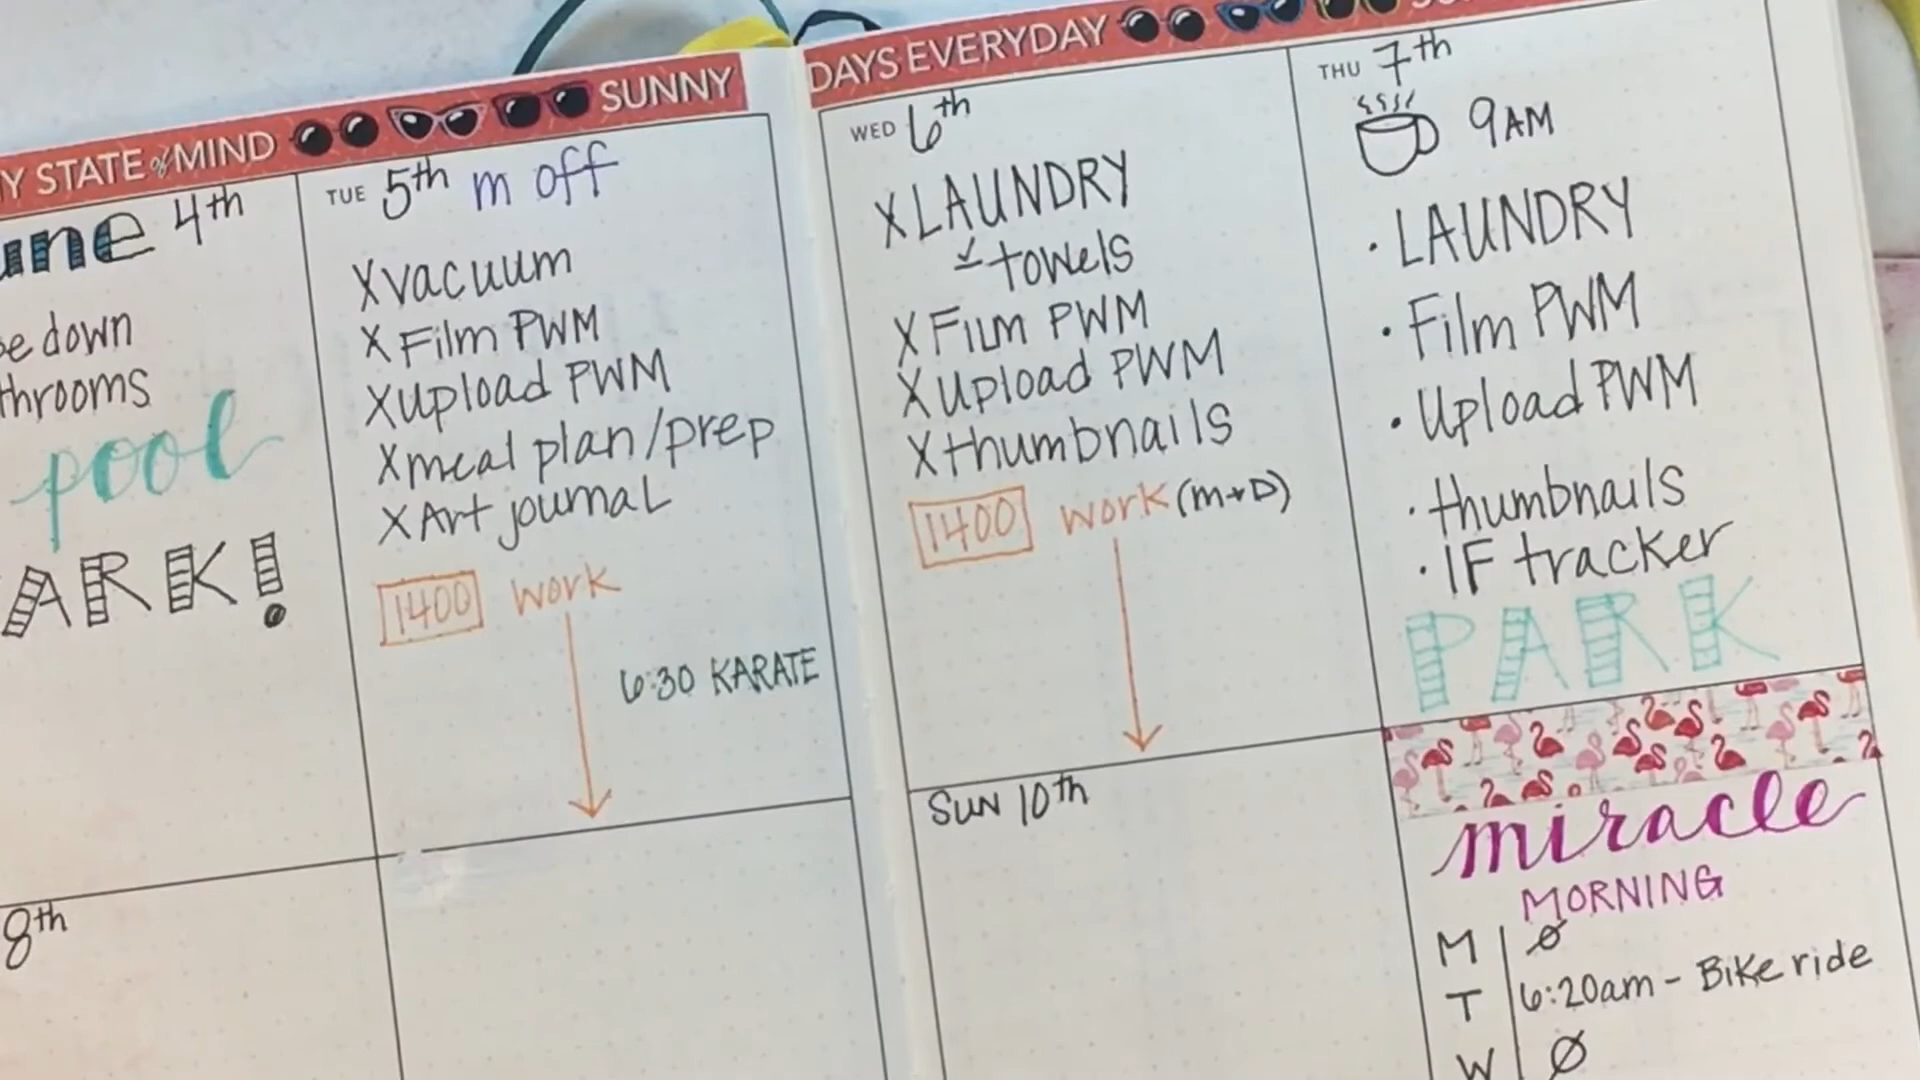 Y STATE of MIND SUNNY
DAYS EVERYDAY
une 4th
e down
throoms
pool
ARK!
TUE 5th m off
X vacuum
X Film PWM
X Upload PWM
X meal plan/prep
X Art journal
1400 work
6:30 KARATE
WED 6th
X LAUNDRY
✓ towels
X Film PWM
X Upload PWM
X thumbnails
1400 work (m+D)
THU 7th
9AM
· LAUNDRY
· Film PWM
· Upload PWM
· thumbnails
· IF tracker
PARK
8th
SUN 10th
miracle
MORNING
M Ø
T 6:20am - Bike ride
W Ø